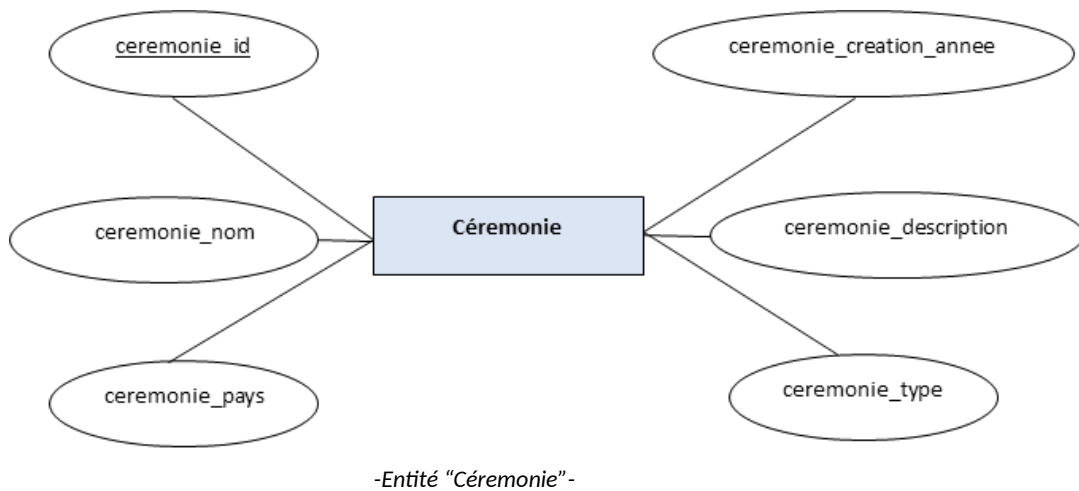 ceremonie_id
ceremonie_creation_annee
ceremonie_nom
Céremonie
ceremonie_description
ceremonie_pays
ceremonie_type
-Entité “Céremonie”-